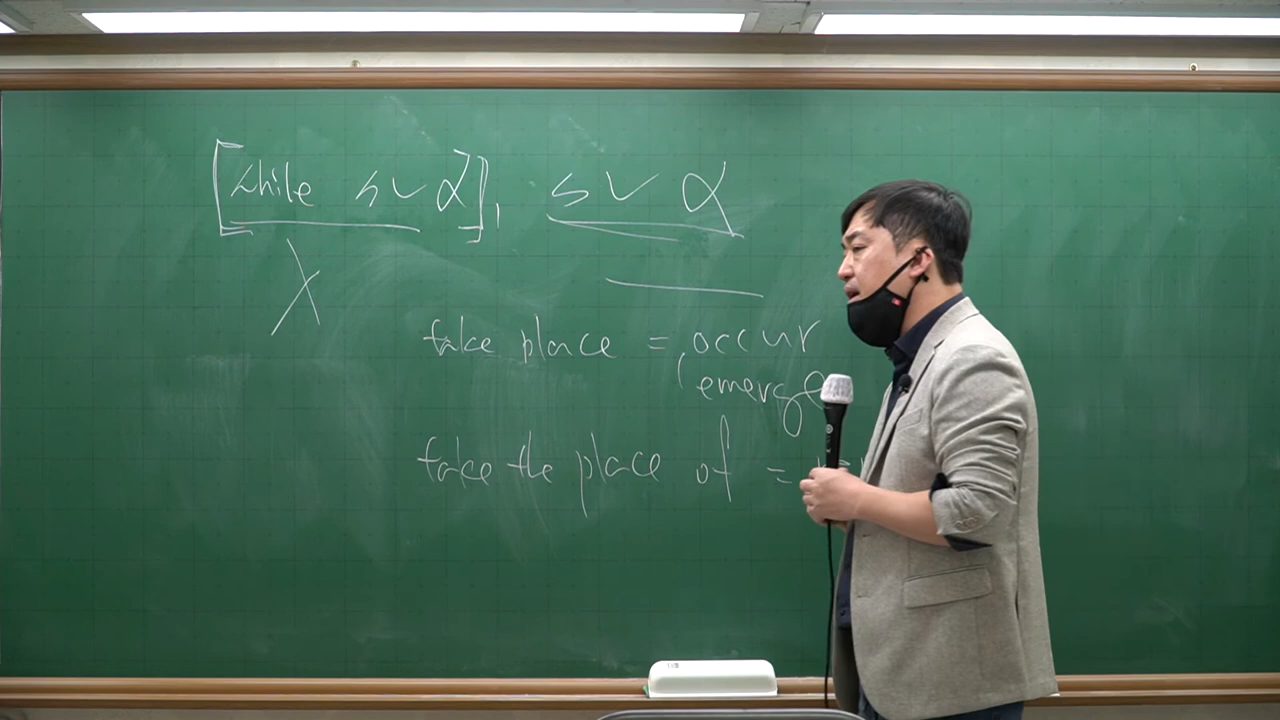 [while s v α], s v α
X
take place = occur
(emerge
take the place of =